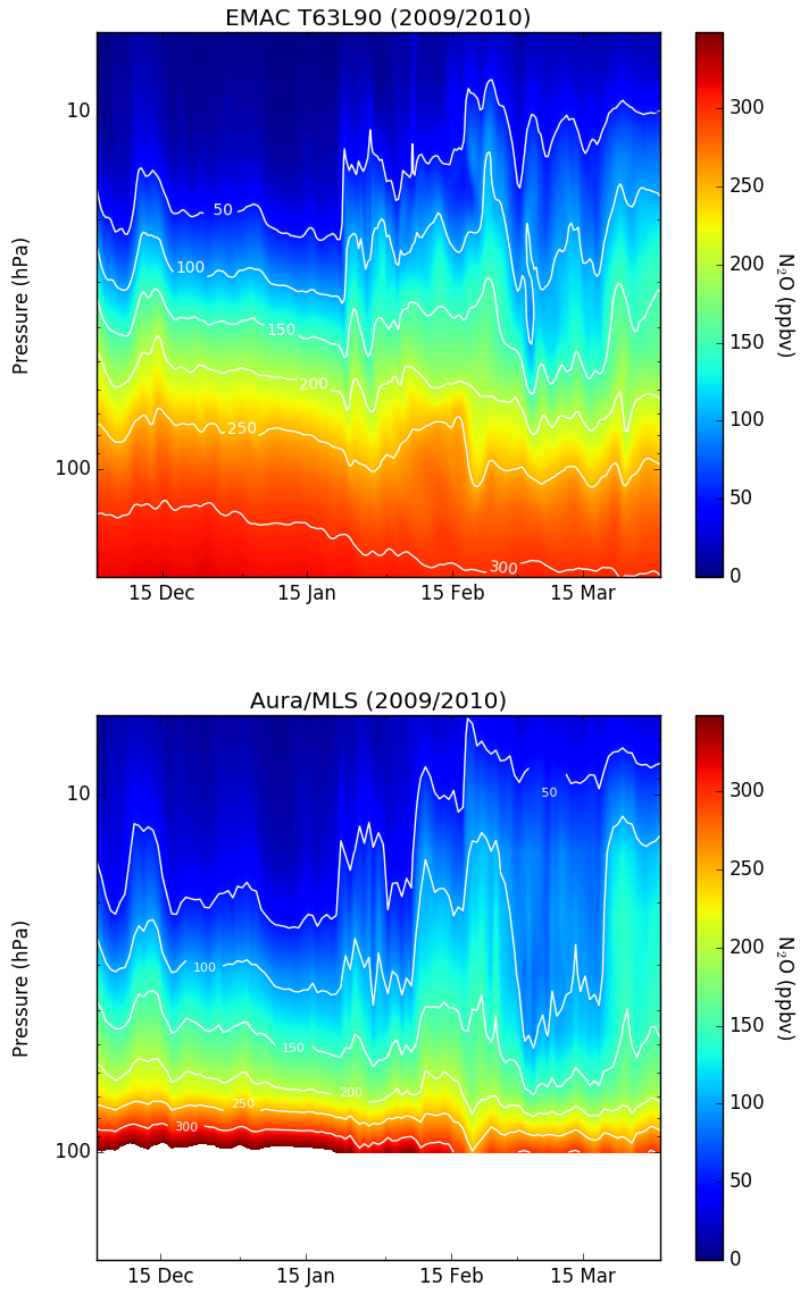 EMAC T63L90 (2009/2010)
10
100
Pressure (hPa)
50
100
150
200
250
300
15 Dec
15 Jan
15 Feb
15 Mar
300
250
200
150
100
50
0
N₂O (ppbv)
Aura/MLS (2009/2010)
10
100
Pressure (hPa)
50
100
150
200
250
300
15 Dec
15 Jan
15 Feb
15 Mar
300
250
200
150
100
50
0
N₂O (ppbv)